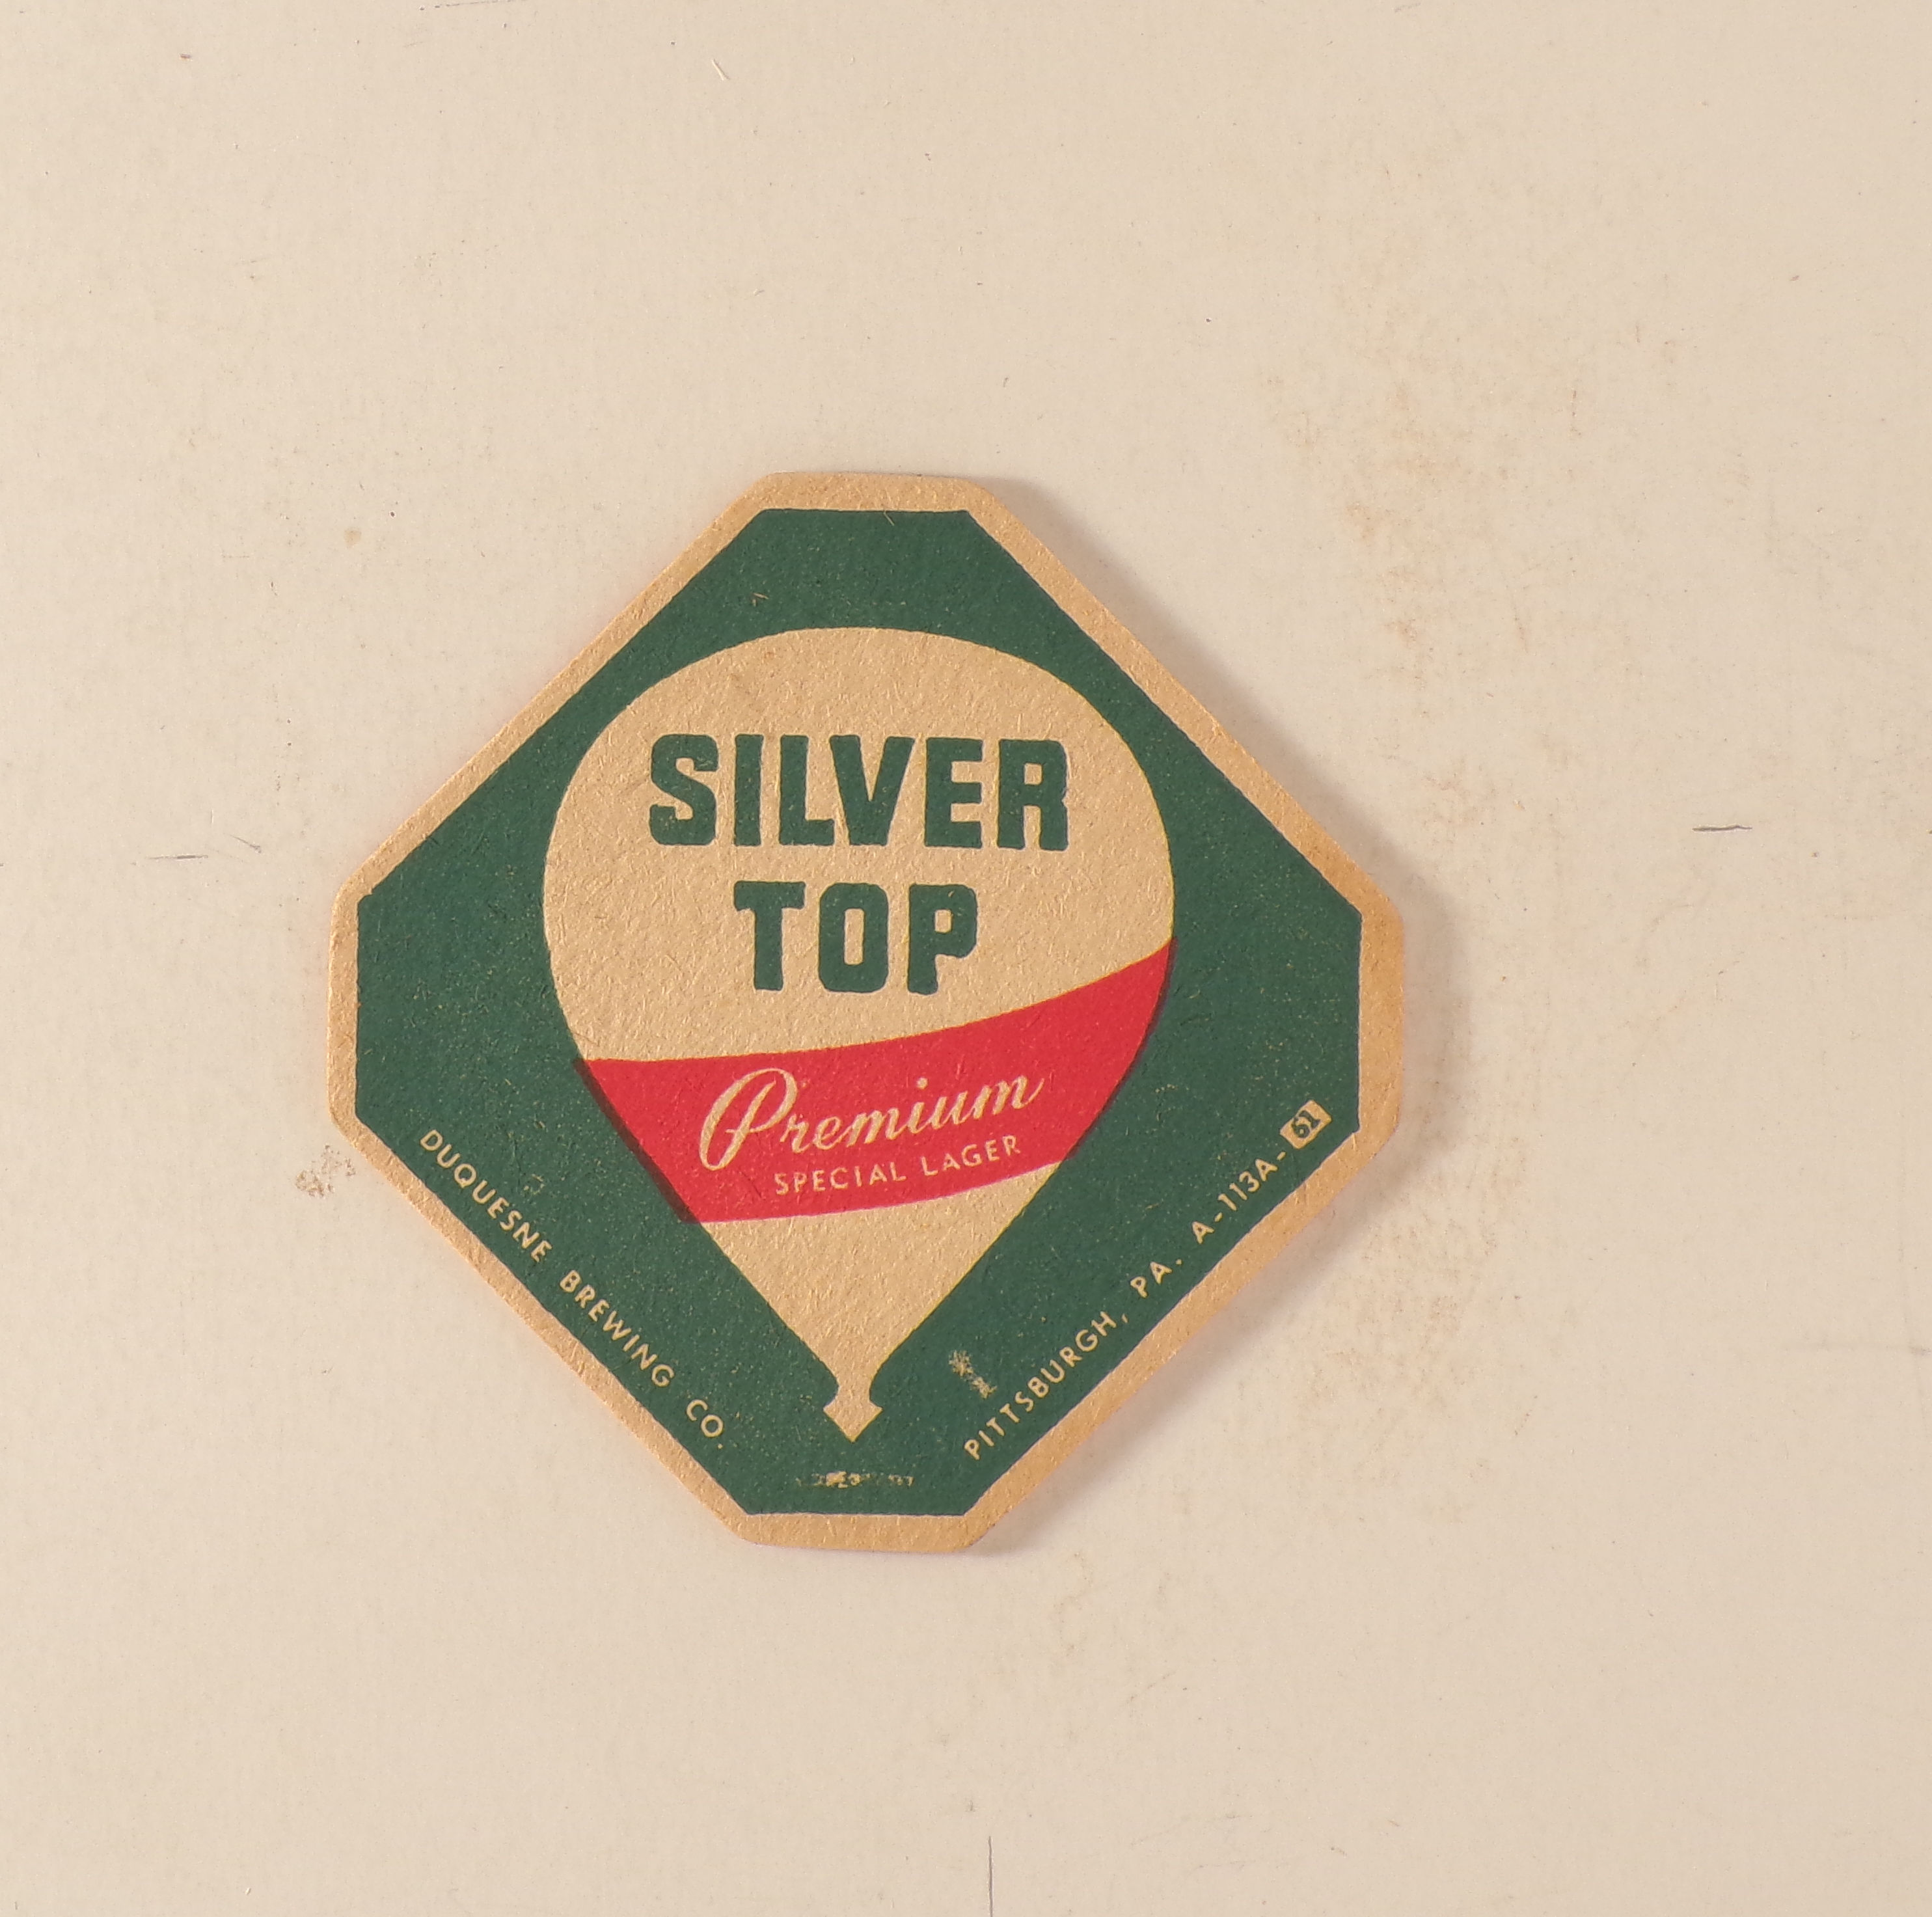 SILVER
TOP
Premium
SPECIAL LAGER
DUQUESNE BREWING CO.
PITTSBURGH, PA. A-113A-61